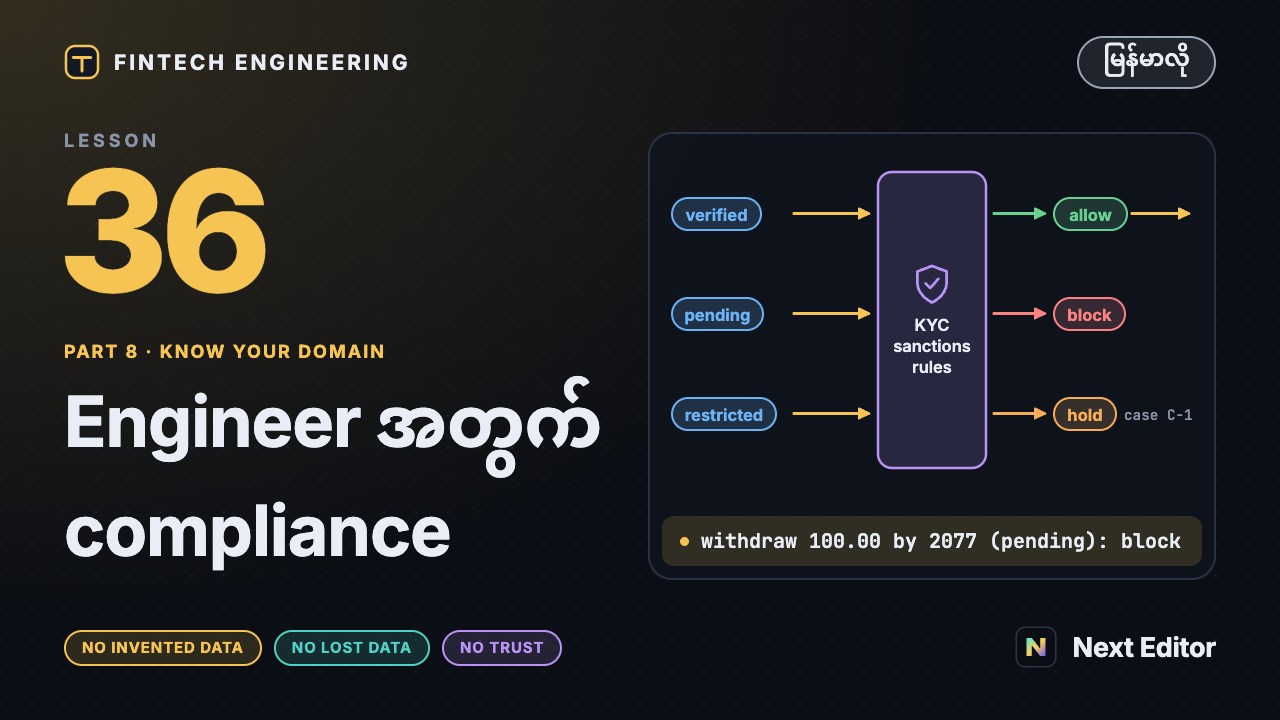 FINTECH ENGINEERING
မြန်မာလို
LESSON
36
PART 8 · KNOW YOUR DOMAIN
Engineer အတွက်
compliance
verified
pending
restricted
KYC
sanctions
rules
allow
block
hold case C-1
withdraw 100.00 by 2077 (pending): block
NO INVENTED DATA
NO LOST DATA
NO TRUST
N
Next Editor